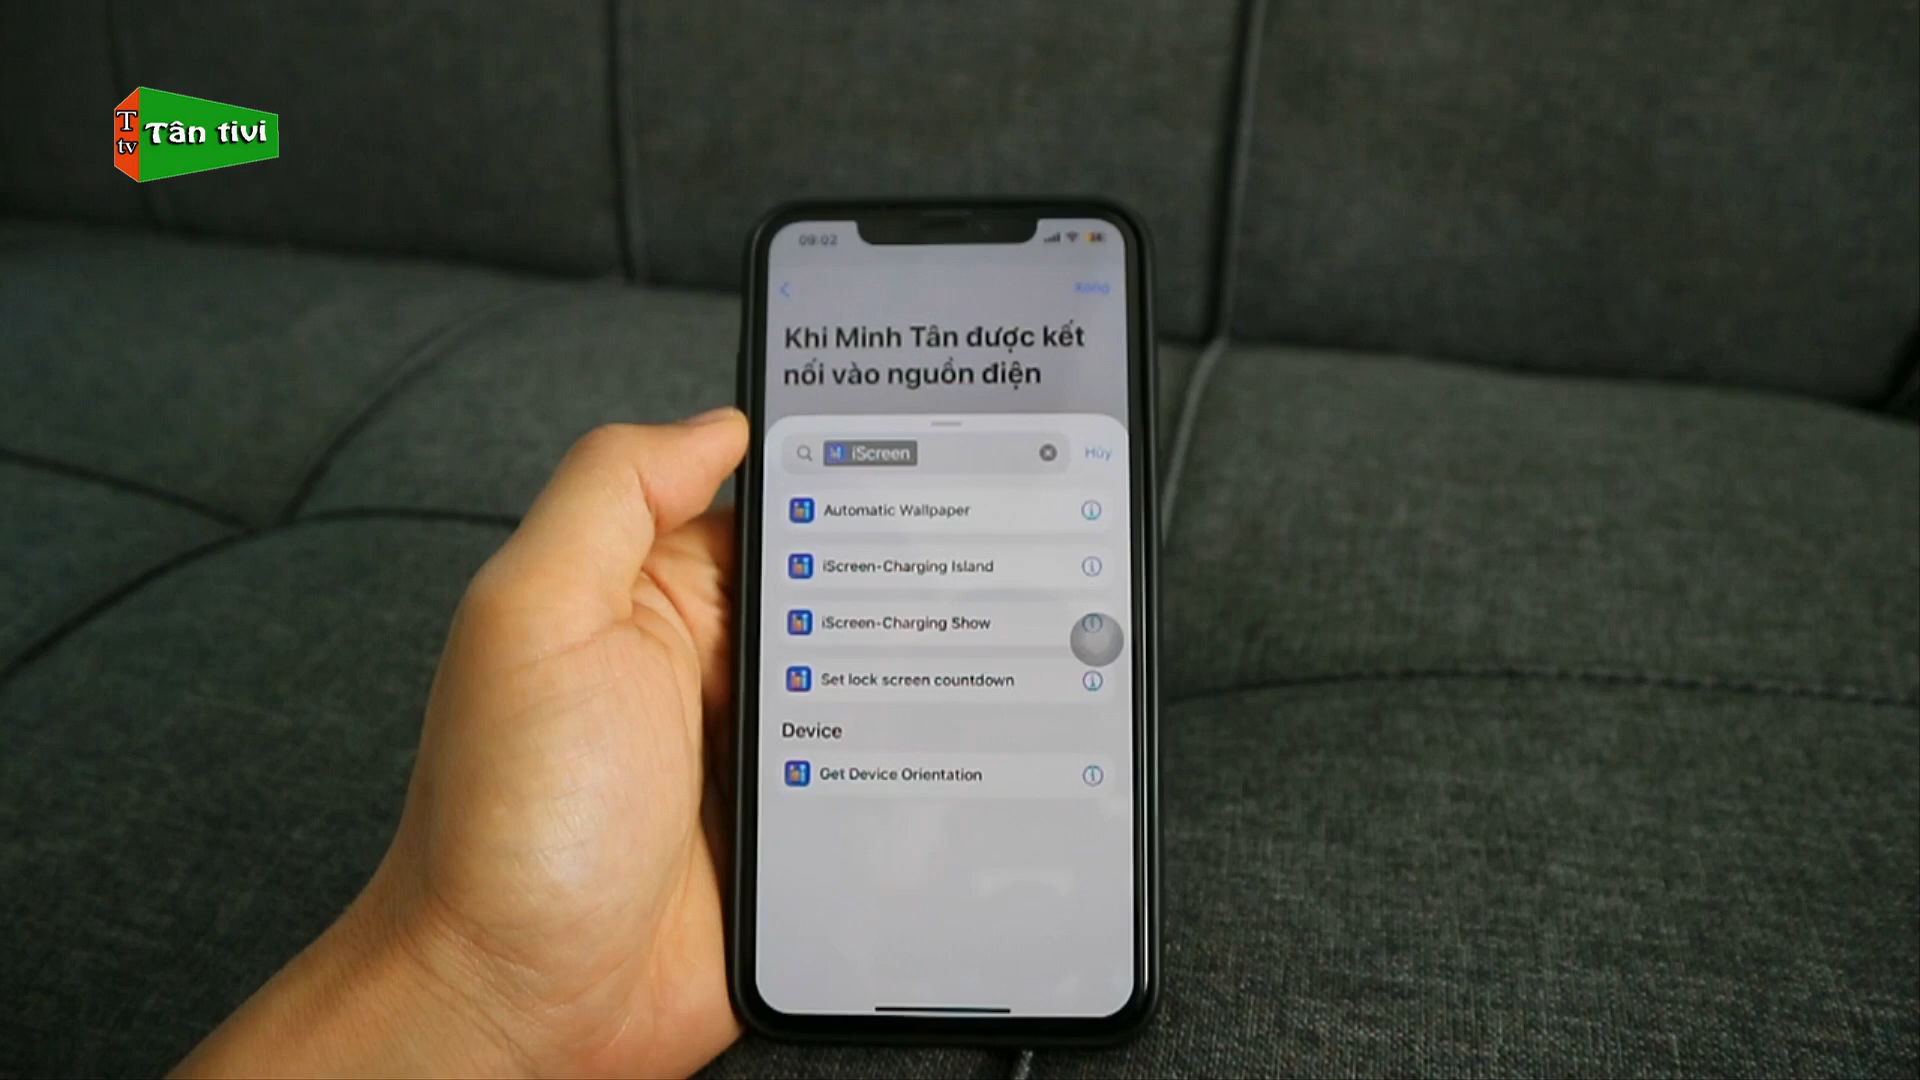 T
tv
Tân tivi
09:02
Xong
Khi Minh Tân được kết
nối vào nguồn điện
iScreen
Hủy
Automatic Wallpaper
iScreen-Charging Island
iScreen-Charging Show
Set lock screen countdown
Device
Get Device Orientation